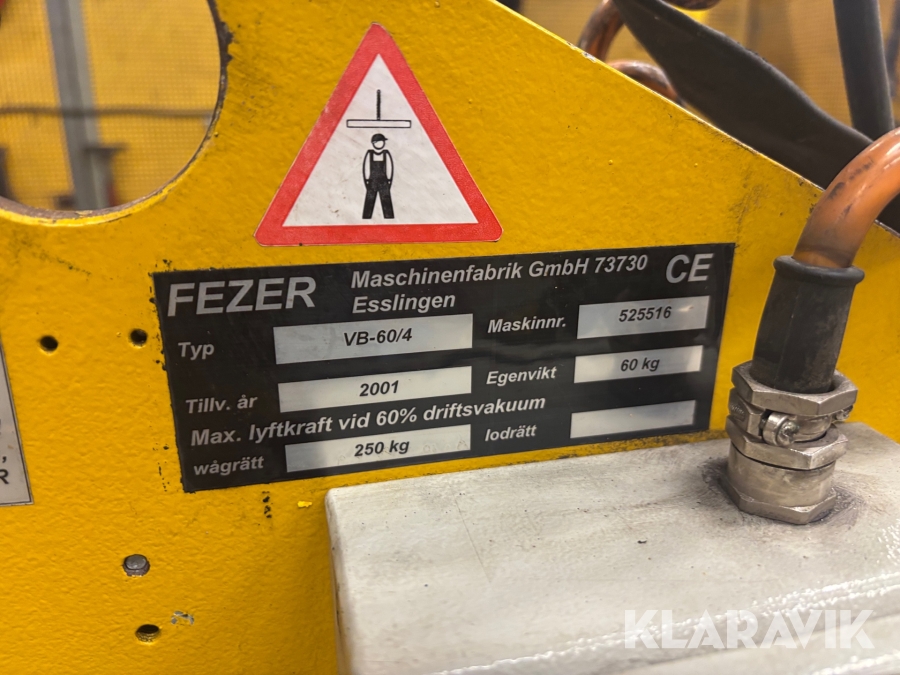 FEZER
Maschinenfabrik GmbH 73730
Esslingen
CE
Typ
VB-60/4
Maskinnr.
525516
Tillv. år
2001
Egenvikt
60 kg
Max. lyftkraft vid 60% driftsvakuum
vågrätt
250 kg
lodrätt
R
KLARAVIK